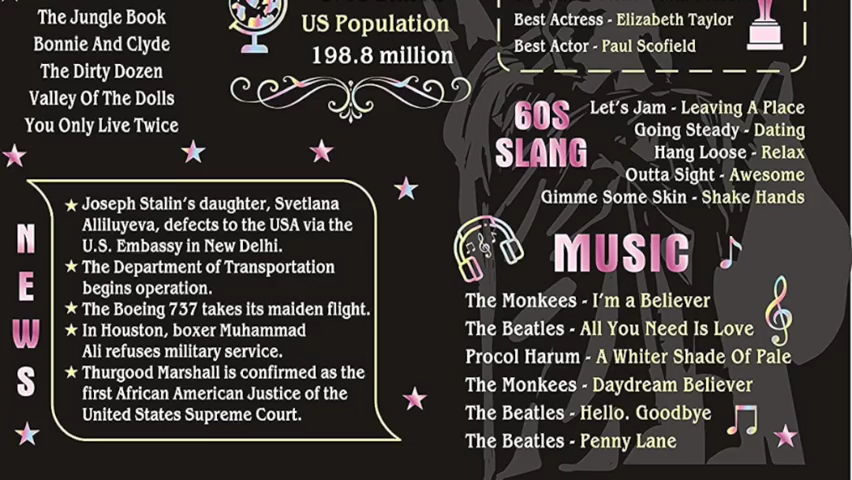 The Jungle Book
Bonnie And Clyde
The Dirty Dozen
Valley Of The Dolls
You Only Live Twice
US Population
198.8 million
Best Actress - Elizabeth Taylor
Best Actor - Paul Scofield
60S
SLANG
Let's Jam - Leaving A Place
Going Steady - Dating
Hang Loose - Relax
Outta Sight - Awesome
Gimme Some Skin - Shake Hands
NEWS
Joseph Stalin's daughter, Svetlana
Alliluyeva, defects to the USA via the
U.S. Embassy in New Delhi.
The Department of Transportation
begins operation.
The Boeing 737 takes its maiden flight.
In Houston, boxer Muhammad
Ali refuses military service.
Thurgood Marshall is confirmed as the
first African American Justice of the
United States Supreme Court.
MUSIC
The Monkees - I'm a Believer
The Beatles - All You Need Is Love
Procol Harum - A Whiter Shade Of Pale
The Monkees - Daydream Believer
The Beatles - Hello. Goodbye
The Beatles - Penny Lane